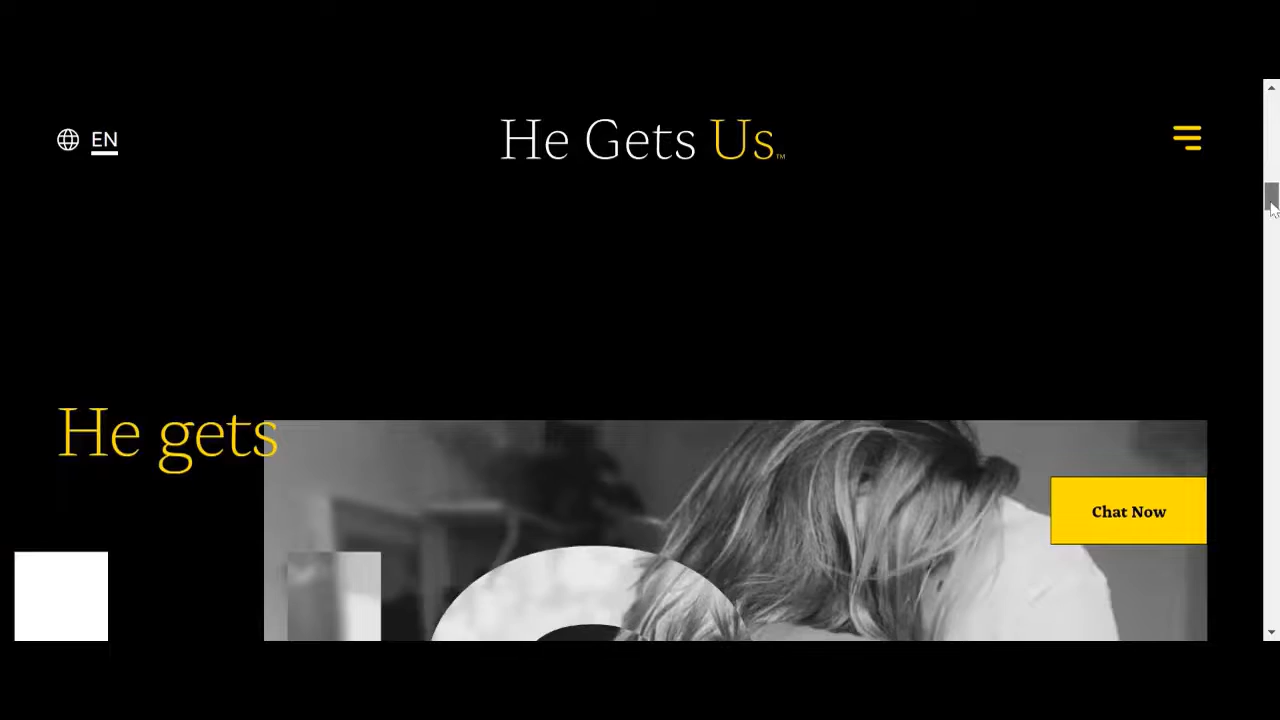 EN
He Gets Us™
He gets
Chat Now